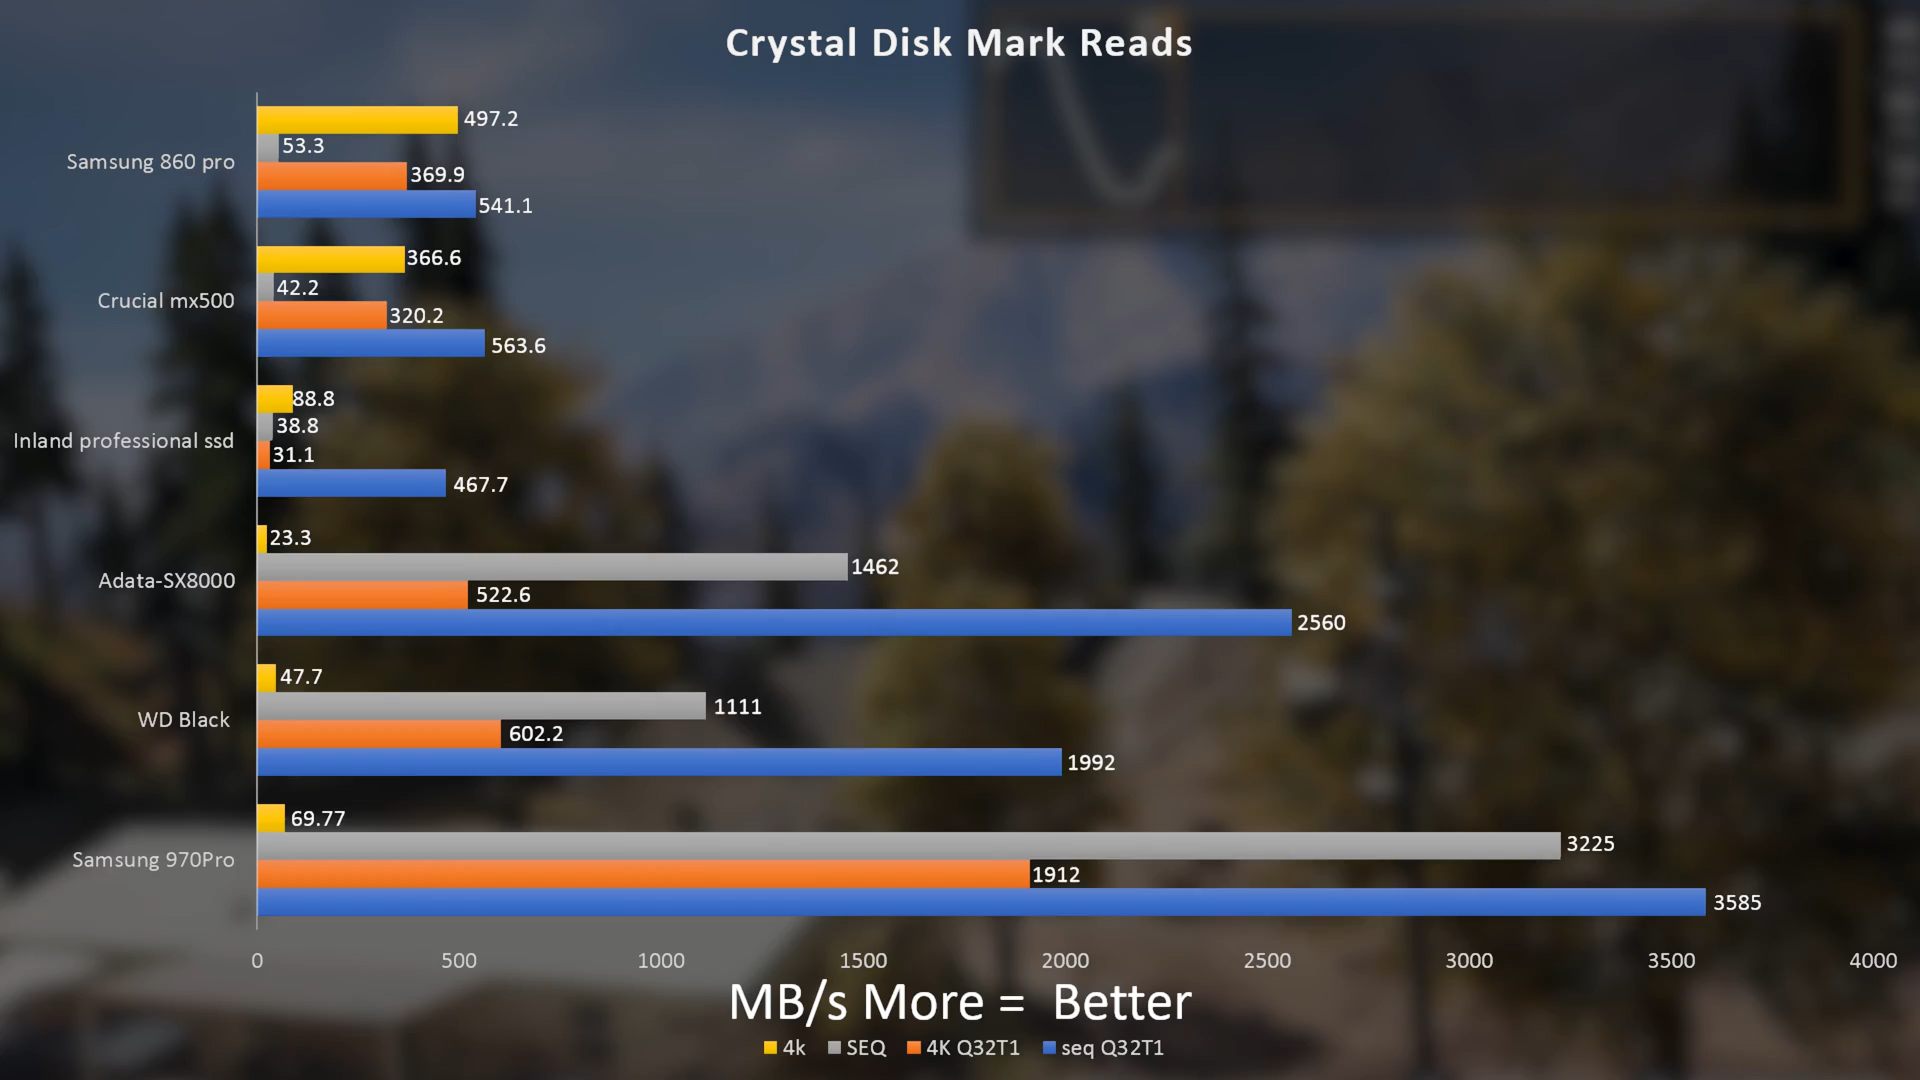 Crystal Disk Mark Reads
Samsung 860 pro
497.2
53.3
369.9
541.1
Crucial mx500
366.6
42.2
320.2
563.6
Inland professional ssd
88.8
38.8
31.1
467.7
Adata-SX8000
23.3
1462
522.6
2560
WD Black
47.7
1111
602.2
1992
Samsung 970Pro
69.77
3225
1912
3585
0 500 1000 1500 2000 2500 3000 3500 4000
MB/s More = Better
4k SEQ 4K Q32T1 seq Q32T1